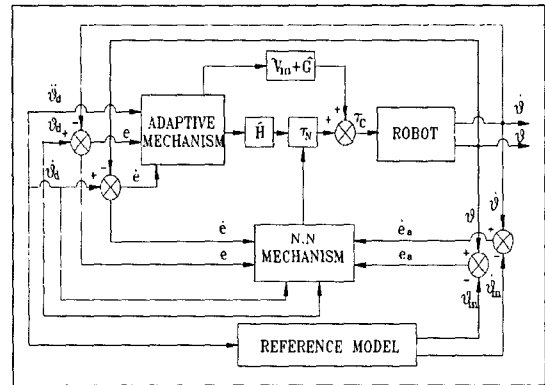 V̂m+Ĝ
ϑ̈d
ϑd
+
-
e
ADAPTIVE
MECHANISM
Ĥ
τN
+
+
τC
ROBOT
ϑ̇
ϑ
ϑ̇d
+
-
ė
ė
e
N.N
MECHANISM
ėa
ea
ϑ
ϑ̇
+
-
+
-
ϑm
ϑ̇m
REFERENCE MODEL